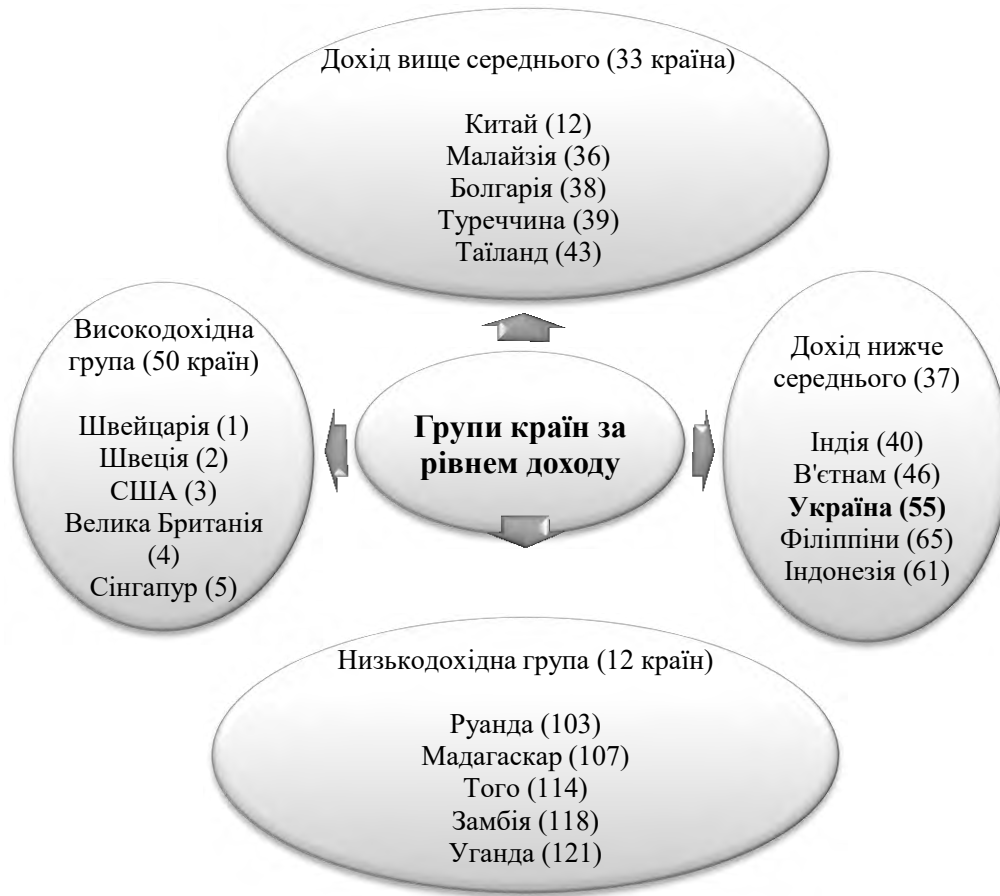 Дохід вище середнього (33 країна)
Китай (12)
Малайзія (36)
Болгарія (38)
Туреччина (39)
Таїланд (43)
Високодохідна
група (50 країн)
Швейцарія (1)
Швеція (2)
США (3)
Велика Британія
(4)
Сінгапур (5)
Групи країн за
рівнем доходу
Дохід нижче
середнього (37)
Індія (40)
В'єтнам (46)
Україна (55)
Філіппіни (65)
Індонезія (61)
Низькодохідна група (12 країн)
Руанда (103)
Мадагаскар (107)
Того (114)
Замбія (118)
Уганда (121)